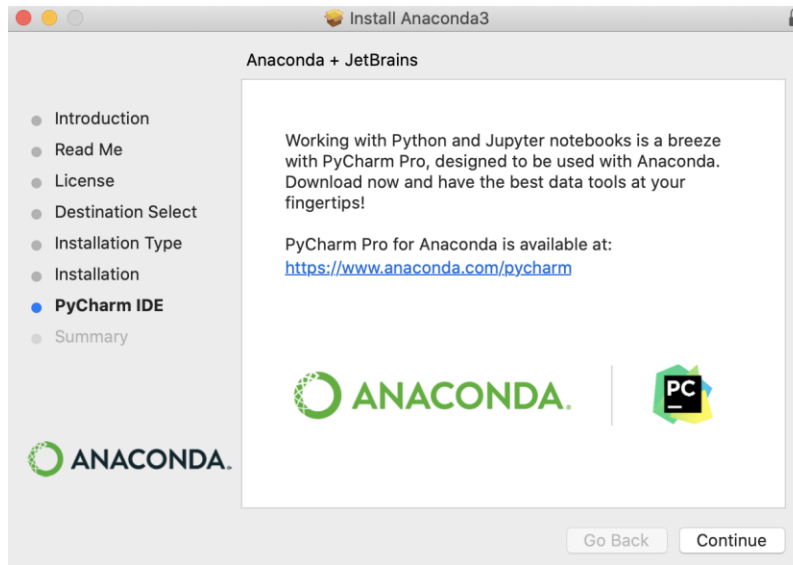 Install Anaconda3
Anaconda + JetBrains
Introduction
Read Me
License
Destination Select
Installation Type
Installation
PyCharm IDE
Summary
ANACONDA.
Working with Python and Jupyter notebooks is a breeze
with PyCharm Pro, designed to be used with Anaconda.
Download now and have the best data tools at your
fingertips!
PyCharm Pro for Anaconda is available at:
https://www.anaconda.com/pycharm
ANACONDA.
PC
Go Back
Continue